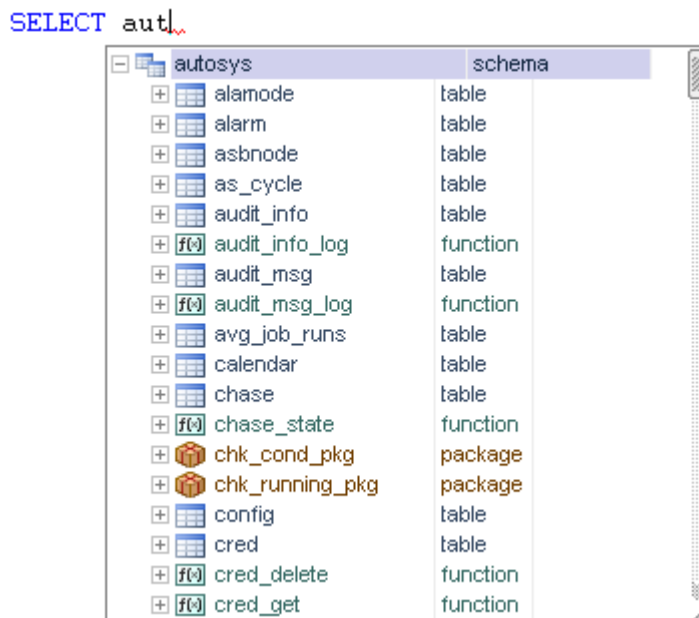 SELECT aut
autosys schema
alamode table
alarm table
asbnode table
as_cycle table
audit_info table
f(x) audit_info_log function
audit_msg table
f(x) audit_msg_log function
avg_job_runs table
calendar table
chase table
f(x) chase_state function
chk_cond_pkg package
chk_running_pkg package
config table
cred table
f(x) cred_delete function
f(x) cred_get function